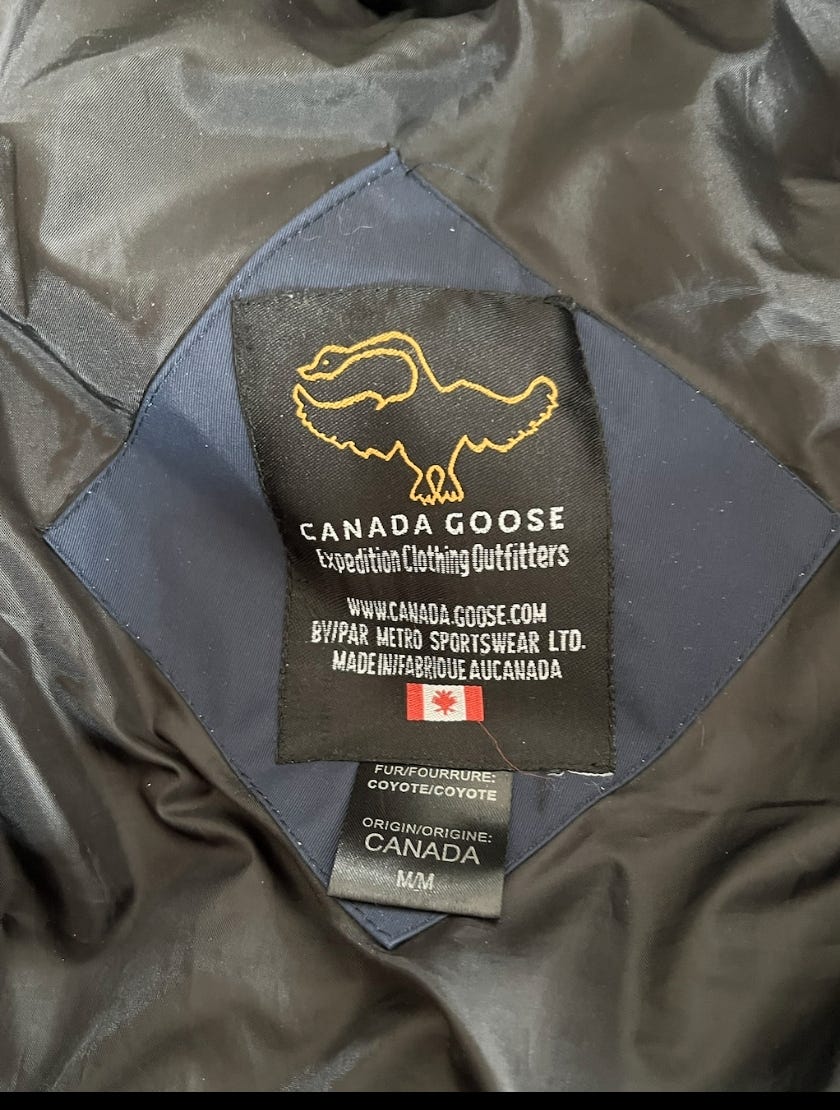 CANADA GOOSE
Expedition Clothing Outfitters
WWW.CANADA.GOOSE.COM
BY/PAR METRO SPORTSWEAR LTD.
MADE IN/FABRIQUE AU CANADA
FUR/FOURRURE:
COYOTE/COYOTE
ORIGIN/ORIGINE:
CANADA
M/M